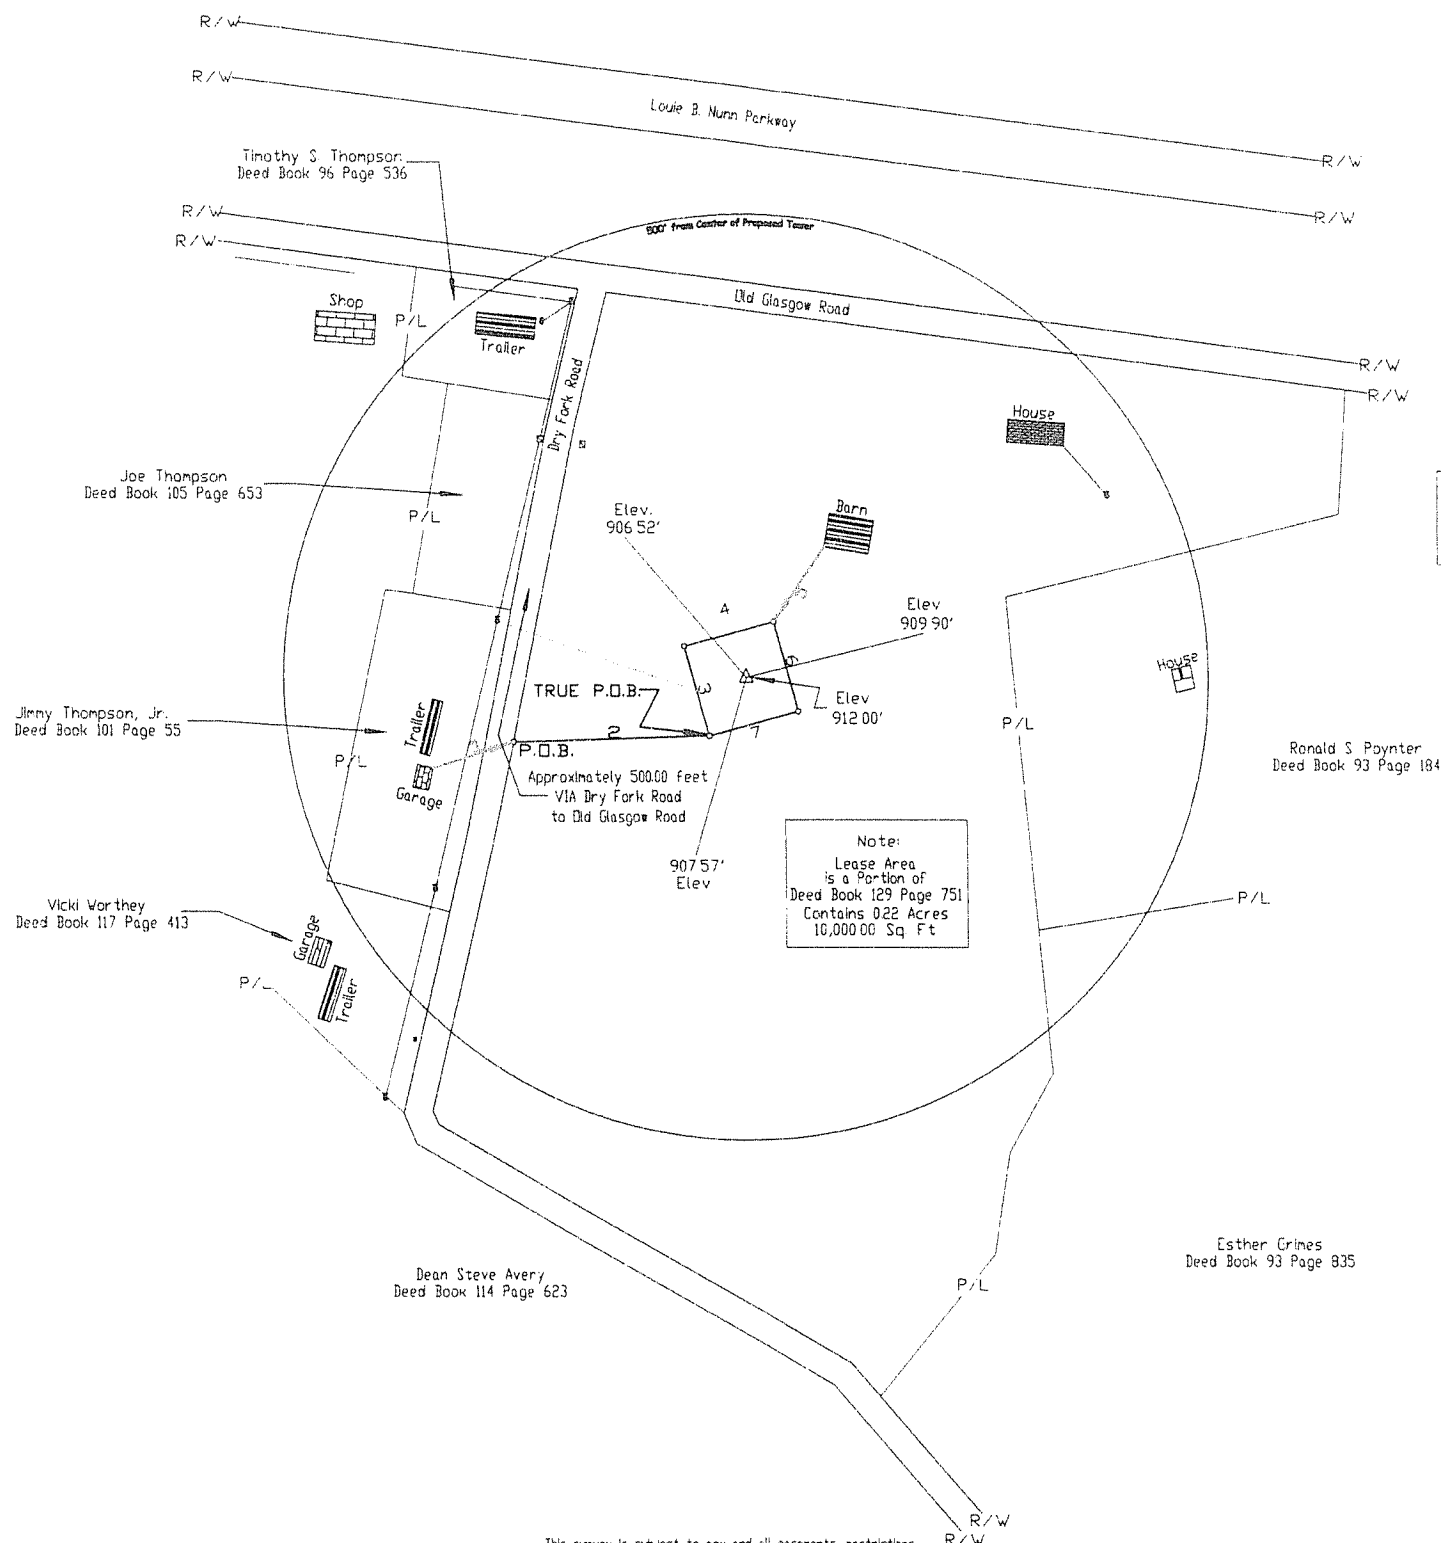 R/W
R/W
Louie B. Nunn Parkway
R/W
R/W
Timothy S. Thompson
Deed Book 96 Page 536
R/W
R/W
500' from Center of Proposed Tower
Old Glasgow Road
R/W
R/W
Shop
P/L
Trailer
Dry Fork Road
House
Joe Thompson
Deed Book 105 Page 653
P/L
Elev.
906 52'
Barn
5
4
Elev
909 90'
6
House
TRUE P.O.B.
3
Elev
912 00'
P/L
Jimmy Thompson, Jr.
Deed Book 101 Page 55
Trailer
P/L
2
7
P.O.B.
Ronald S Poynter
Deed Book 93 Page 184
Garage
Approximately 500.00 feet
VIA Dry Fork Road
to Old Glasgow Road
Note:
Lease Area
is a Portion of
Deed Book 129 Page 751
Contains 0.22 Acres
10,000 00 Sq Ft
907 57'
Elev
P/L
Vicki Worthey
Deed Book 117 Page 413
Garage
P/L
Trailer
Dean Steve Avery
Deed Book 114 Page 623
Esther Grimes
Deed Book 93 Page 835
P/L
R/W
R/W